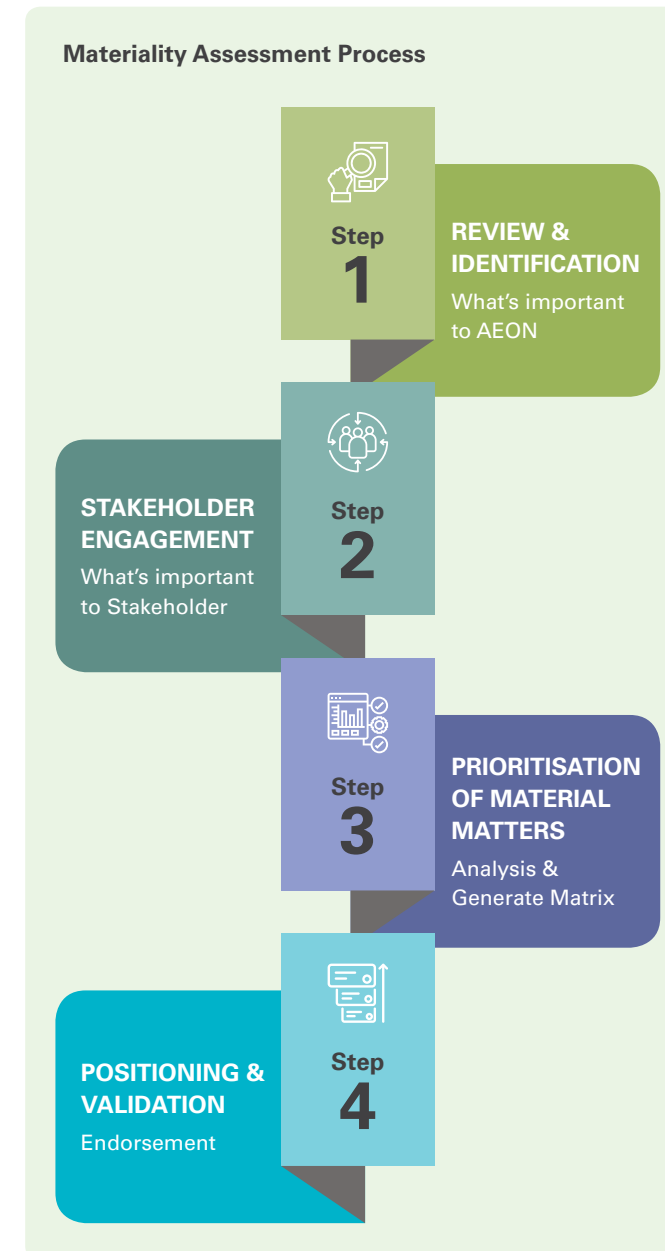 Materiality Assessment Process
Step
1
REVIEW &
IDENTIFICATION
What's important
to AEON
Step
2
STAKEHOLDER
ENGAGEMENT
What's important
to Stakeholder
Step
3
PRIORITISATION
OF MATERIAL
MATTERS
Analysis &
Generate Matrix
Step
4
POSITIONING &
VALIDATION
Endorsement